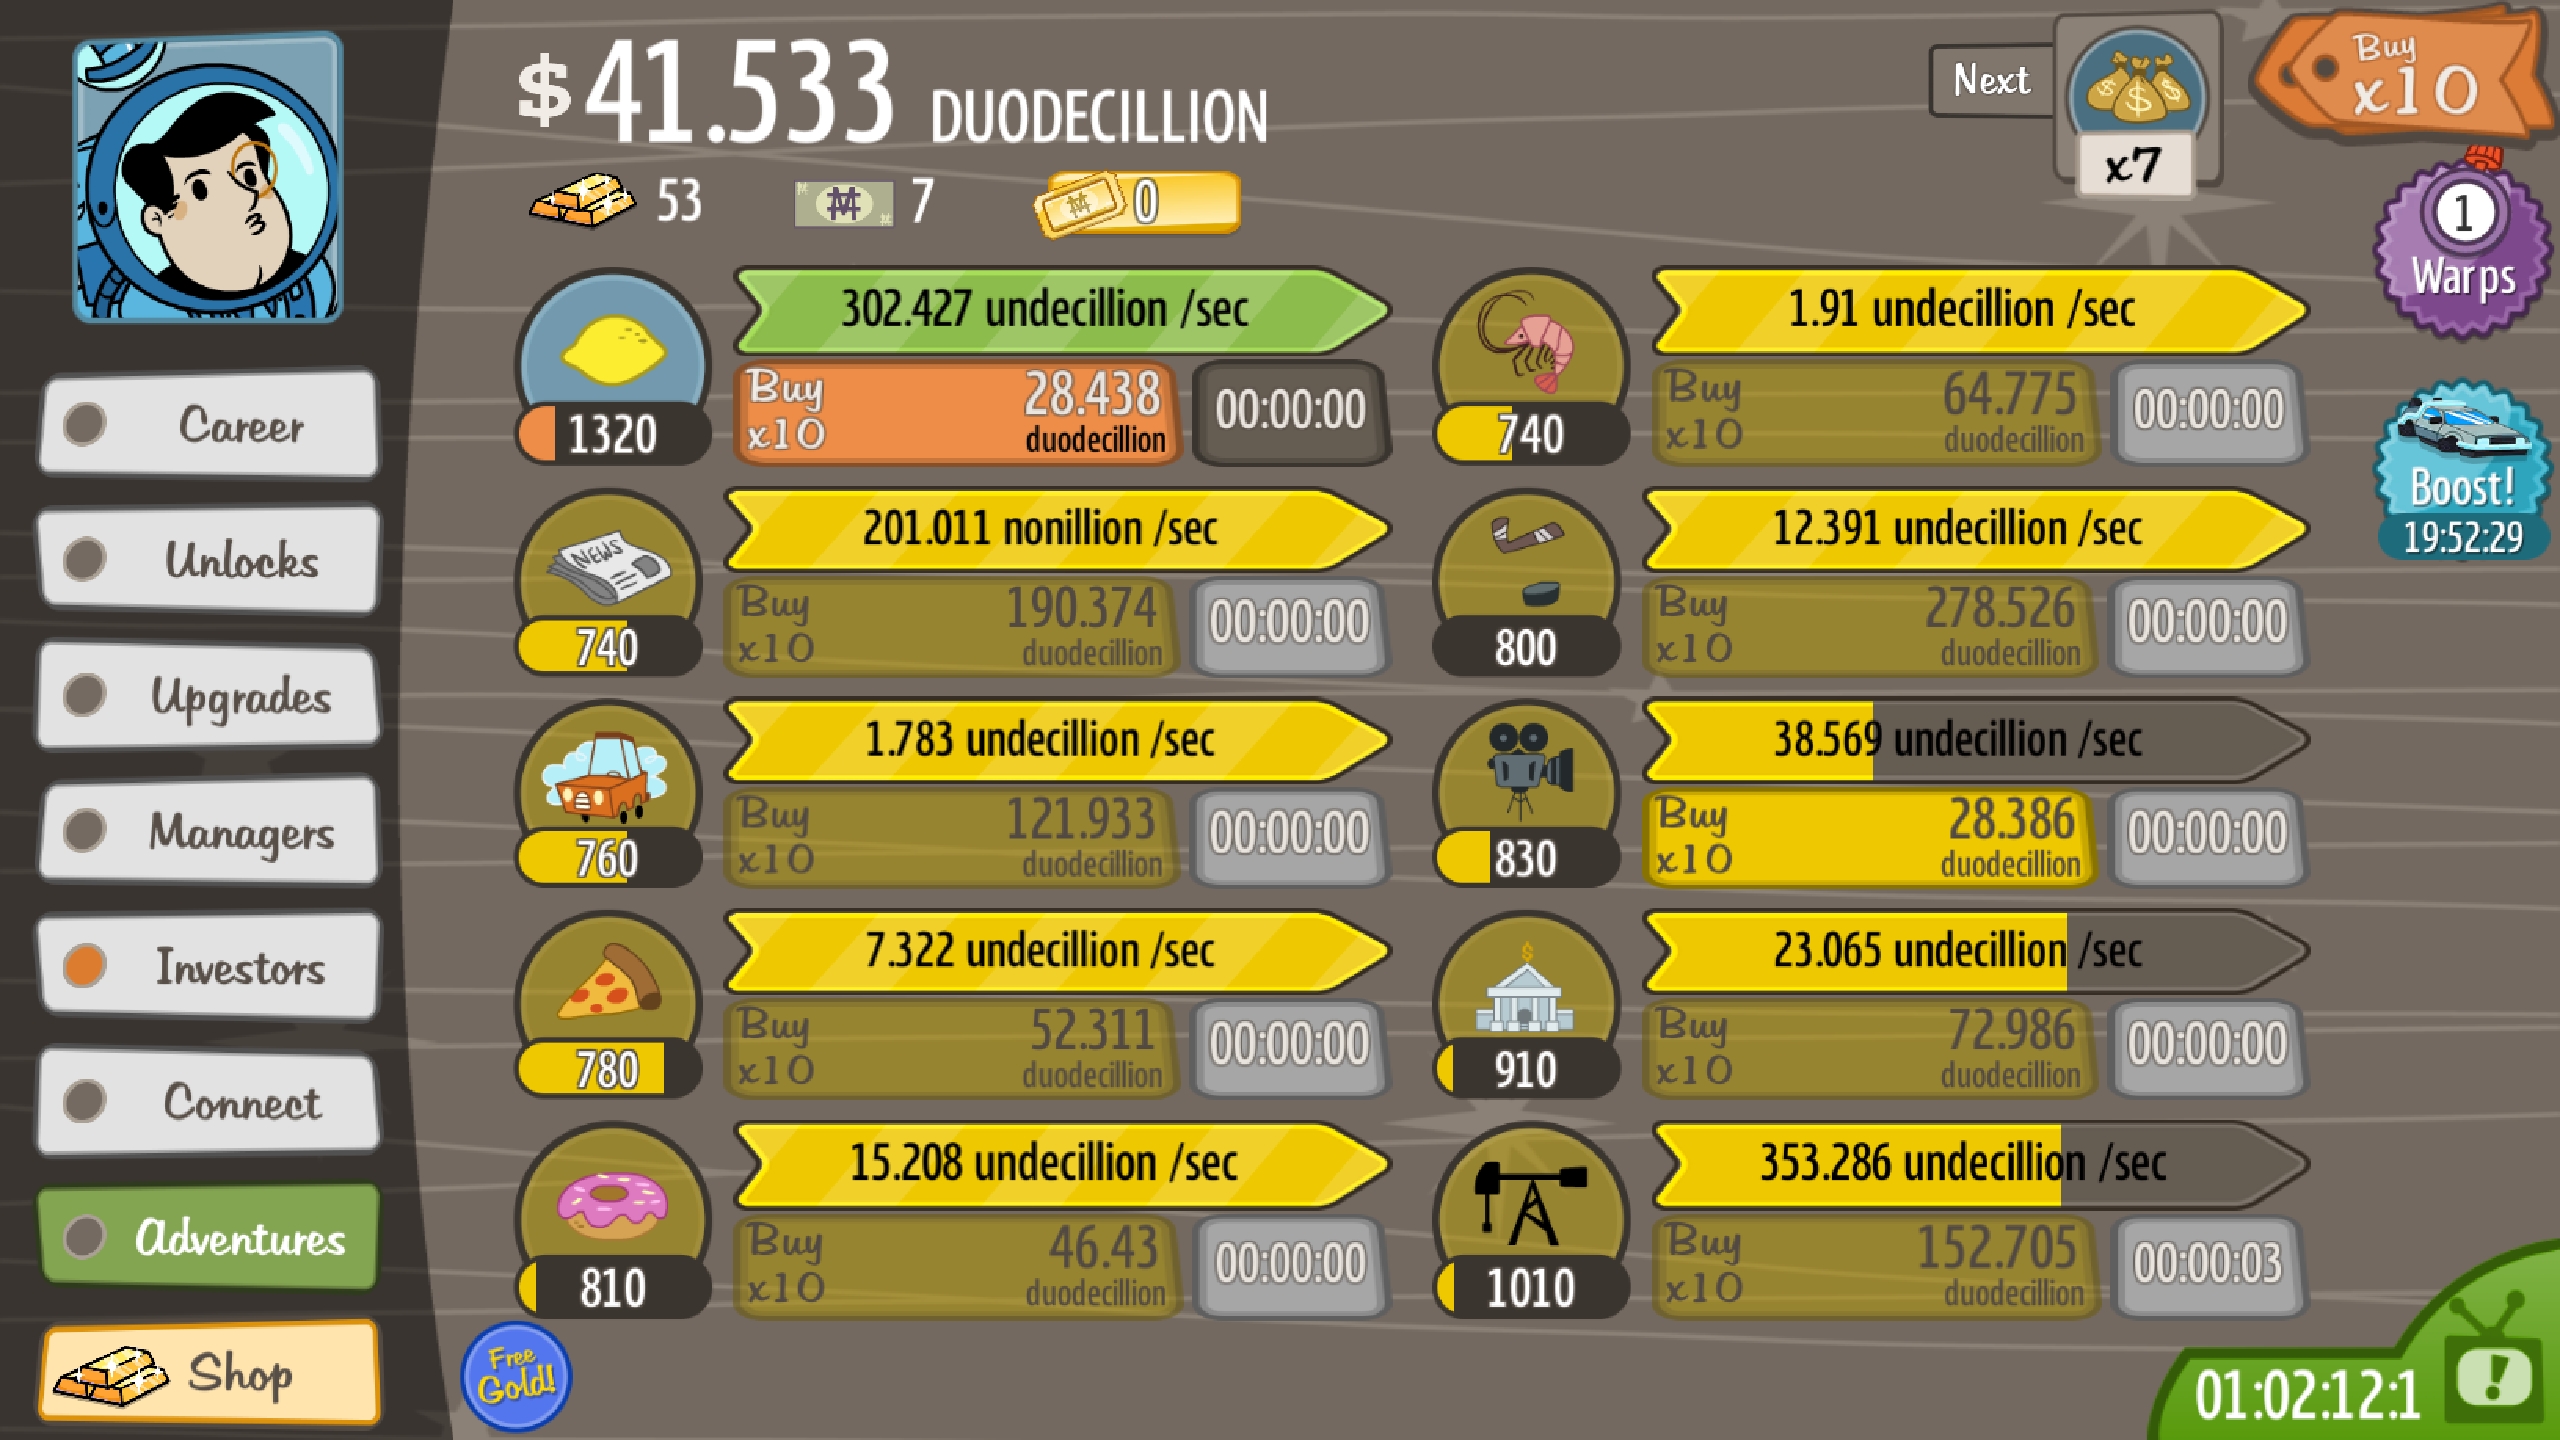 $41.533 DUODECILLION
53
7
0
Next
x7
Buy
x10
1
Warps
Boost!
19:52:29
Career
Unlocks
Upgrades
Managers
Investors
Connect
Adventures
Shop
302.427 undecillion /sec
1320
Buy
x10
28.438
duodecillion
00:00:00
NEWS
201.011 nonillion /sec
740
Buy
x10
190.374
duodecillion
00:00:00
1.783 undecillion /sec
760
Buy
x10
121.933
duodecillion
00:00:00
7.322 undecillion /sec
780
Buy
x10
52.311
duodecillion
00:00:00
15.208 undecillion /sec
810
Buy
x10
46.43
duodecillion
00:00:00
1.91 undecillion /sec
740
Buy
x10
64.775
duodecillion
00:00:00
12.391 undecillion /sec
800
Buy
x10
278.526
duodecillion
00:00:00
38.569 undecillion /sec
830
Buy
x10
28.386
duodecillion
00:00:00
23.065 undecillion /sec
910
Buy
x10
72.986
duodecillion
00:00:00
353.286 undecillion /sec
1010
Buy
x10
152.705
duodecillion
00:00:03
Free
Gold!
01:02:12:1